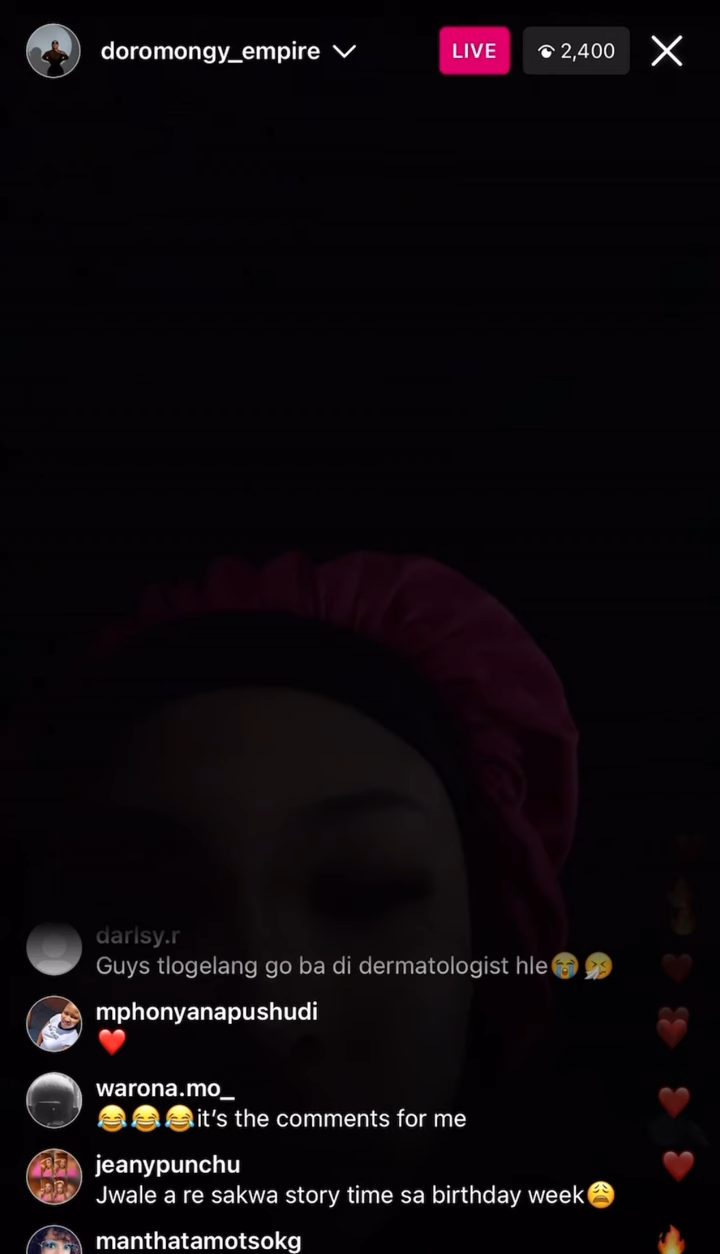 doromongy_empire
LIVE
2,400
darlsy.r
Guys tlogelang go ba di dermatologist hle😭🤧
mphonyanapushudi
❤️
warona.mo_
😂😂😂it’s the comments for me
jeanypunchu
Jwale a re sakwa story time sa birthday week😩
manthatamotsokg